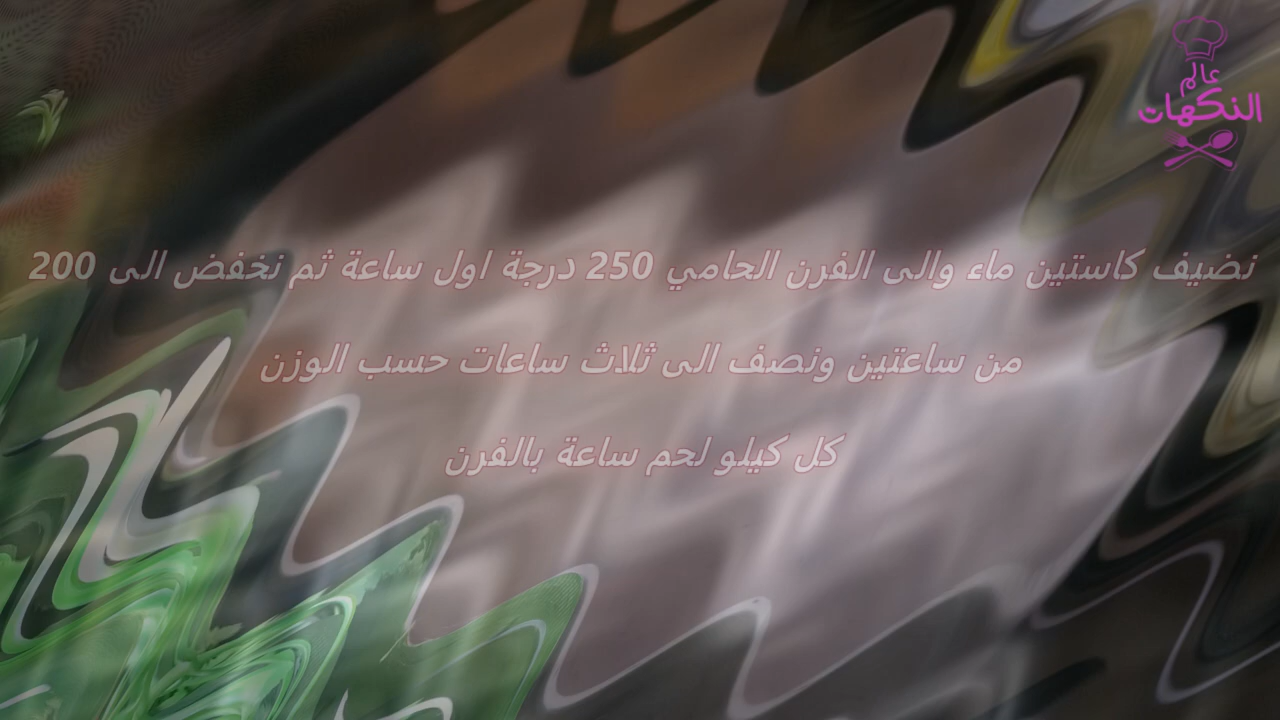 عالم
النكهات
نضيف كاستين ماء والى الفرن الحامي 250 درجة اول ساعة ثم نخفض الى 200
من ساعتين ونصف الى ثلاث ساعات حسب الوزن
كل كيلو لحم ساعة بالفرن